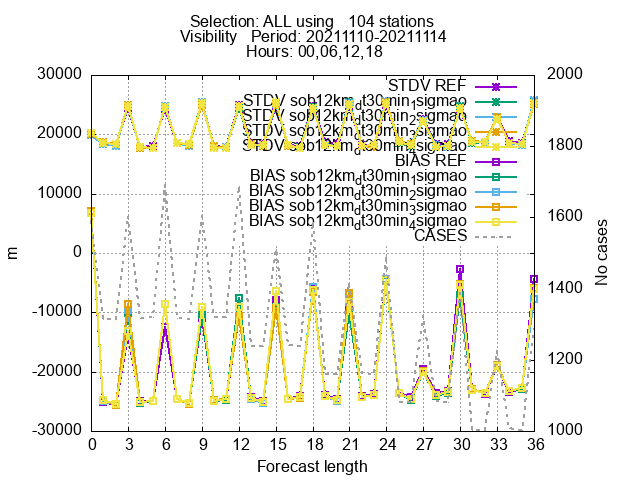 Selection: ALL using 104 stations
Visibility Period: 20211110-20211114
Hours: 00,06,12,18
30000
20000
10000
0
-10000
-20000
-30000
m
2000
1800
1600
1400
1200
1000
No cases
STDV REF
STDV sob12km_dt30min_1sigmao
STDV sob12km_dt30min_2sigmao
STDV sob12km_dt30min_3sigmao
STDV sob12km_dt30min_4sigmao
BIAS REF
BIAS sob12km_dt30min_1sigmao
BIAS sob12km_dt30min_2sigmao
BIAS sob12km_dt30min_3sigmao
BIAS sob12km_dt30min_4sigmao
CASES
0 3 6 9 12 15 18 21 24 27 30 33 36
Forecast length